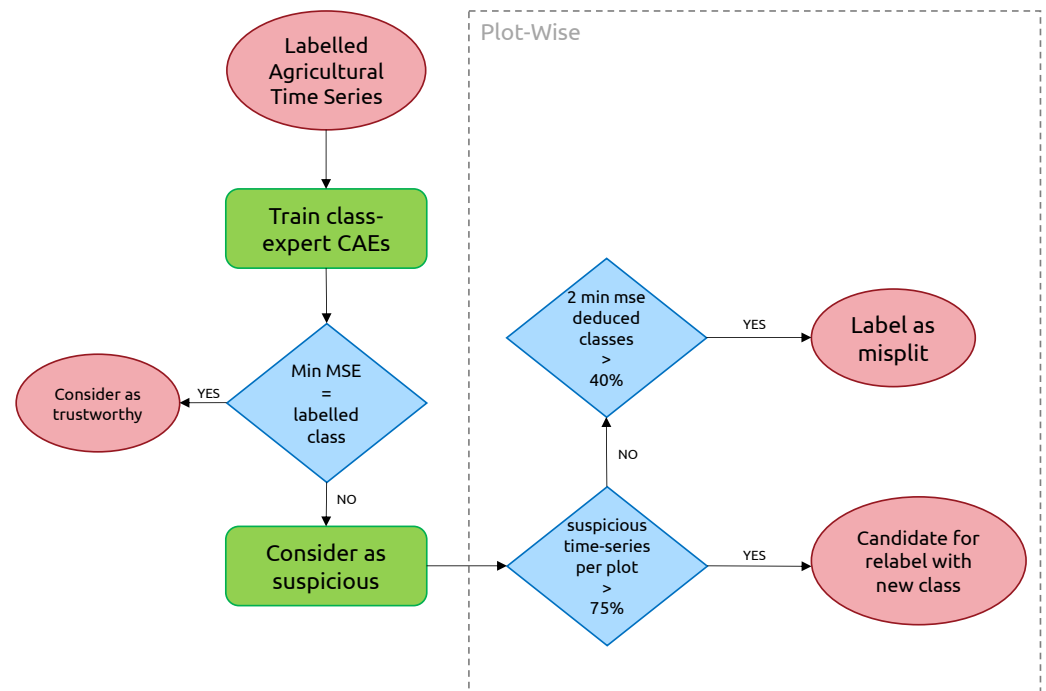 Plot-Wise
Labelled
Agricultural
Time Series
Train class-
expert CAEs
Min MSE
=
labelled
class
YES
Consider as
trustworthy
NO
Consider as
suspicious
suspicious
time-series
per plot
>
75%
YES
Candidate for
relabel with
new class
NO
2 min mse
deduced
classes
>
40%
YES
Label as
misplit